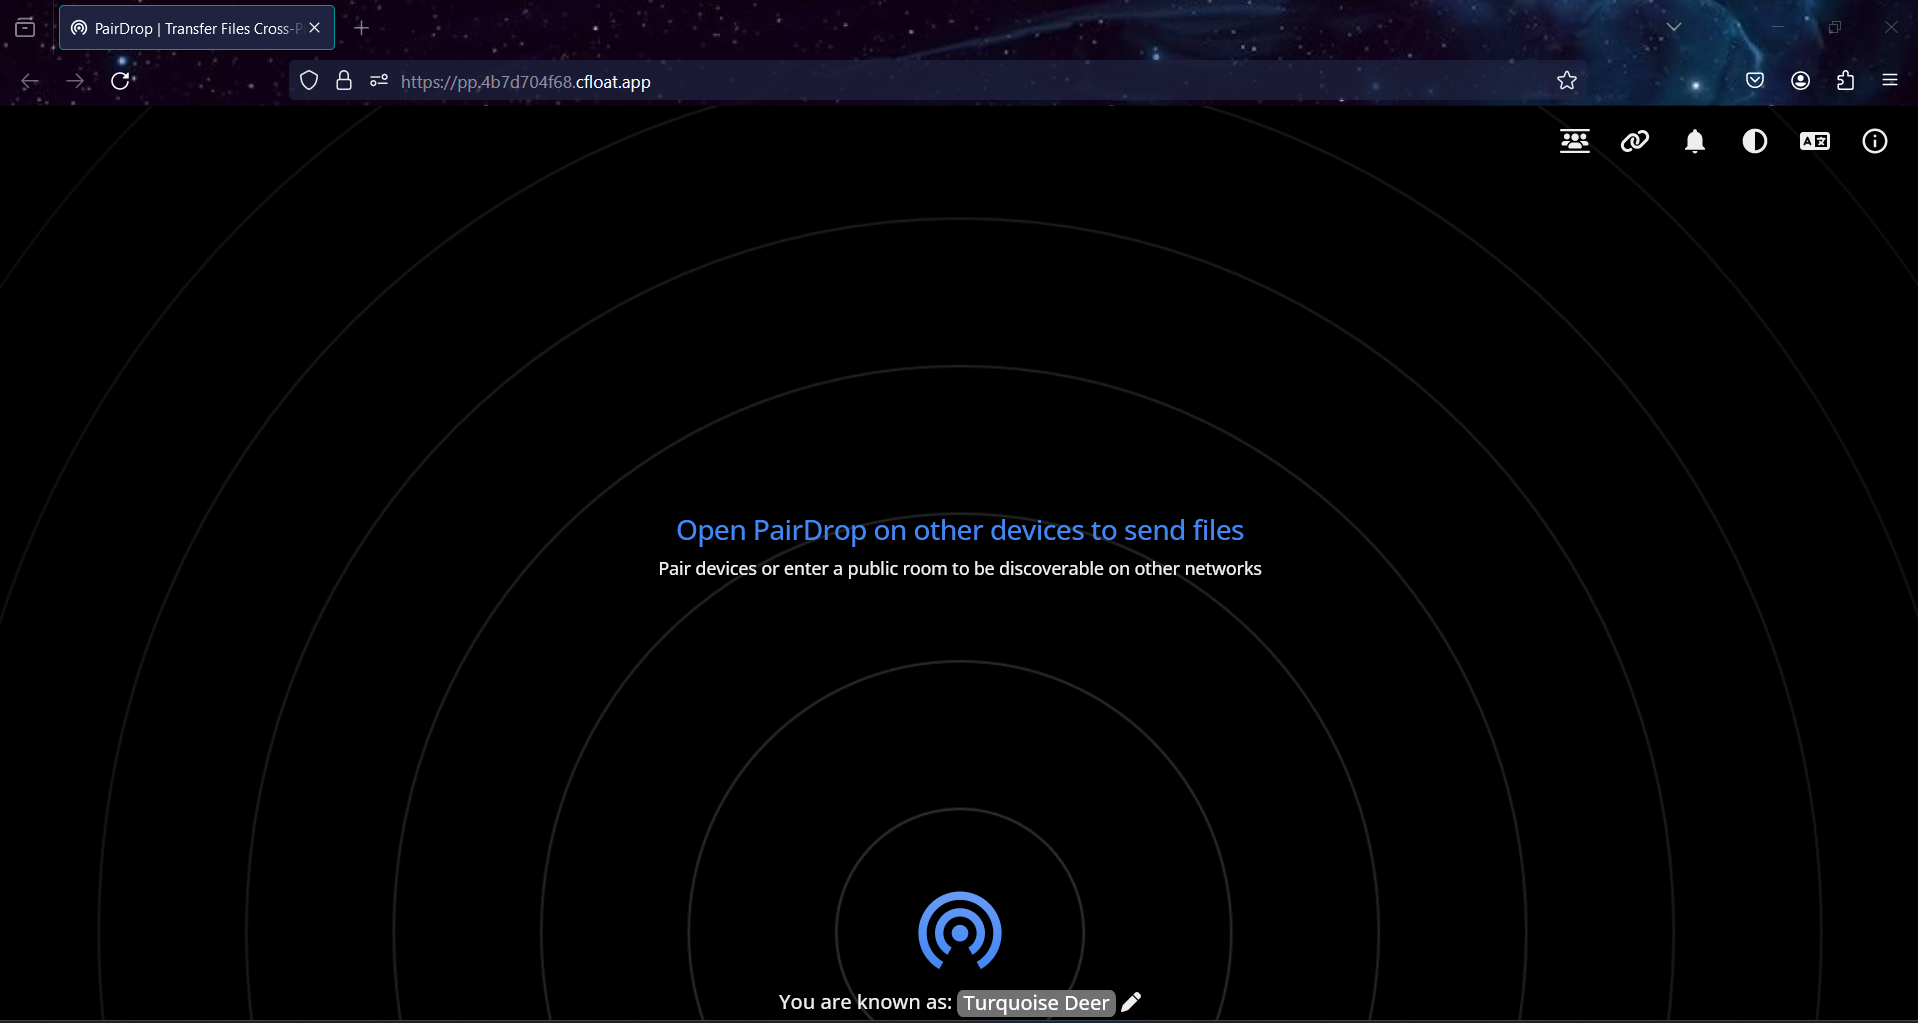 PairDrop | Transfer Files Cross-P
https://pp.4b7d704f68.cfloat.app
Open PairDrop on other devices to send files
Pair devices or enter a public room to be discoverable on other networks
You are known as: Turquoise Deer